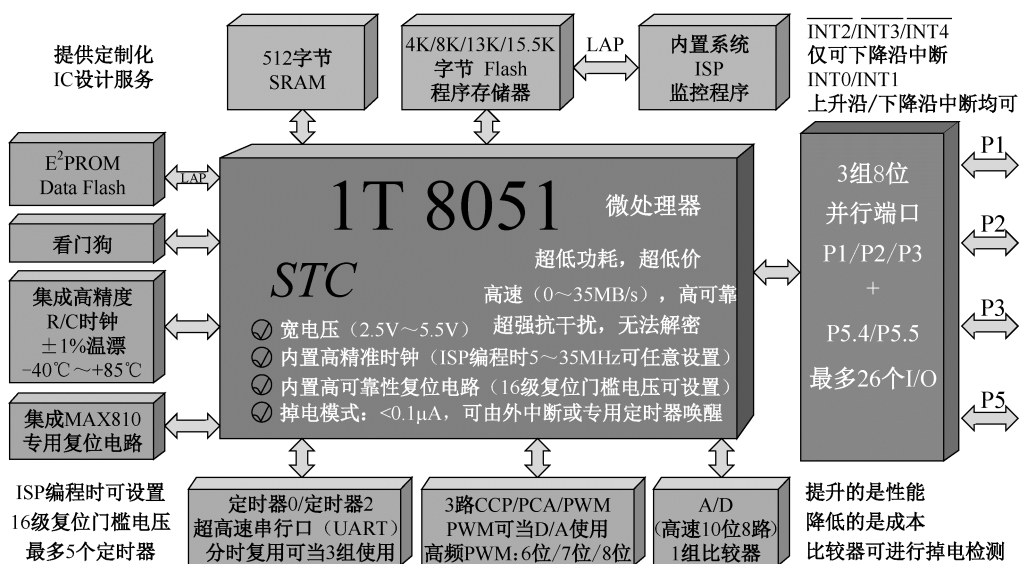 提供定制化
IC设计服务
512字节
SRAM
4K/8K/13K/15.5K
字节 Flash
程序存储器
LAP
内置系统
ISP
监控程序
INT2/INT3/INT4
仅可下降沿中断
INT0/INT1
上升沿/下降沿中断均可
E²PROM
Data Flash
LAP
看门狗
集成高精度
R/C时钟
±1%温漂
−40℃～+85℃
集成MAX810
专用复位电路
1T 8051 微处理器
STC
超低功耗，超低价
高速（0～35MB/s），高可靠
超强抗干扰，无法解密
宽电压（2.5V～5.5V）
内置高精准时钟（ISP编程时5～35MHz可任意设置）
内置高可靠性复位电路（16级复位门槛电压可设置）
掉电模式：<0.1μA，可由外中断或专用定时器唤醒
3组8位
并行端口
P1/P2/P3
+
P5.4/P5.5
最多26个I/O
P1
P2
P3
P5
ISP编程时可设置
16级复位门槛电压
最多5个定时器
定时器0/定时器2
超高速串行口（UART）
分时复用可当3组使用
3路CCP/PCA/PWM
PWM可当D/A使用
高频PWM:6位/7位/8位
A/D
(高速10位8路)
1组比较器
提升的是性能
降低的是成本
比较器可进行掉电检测